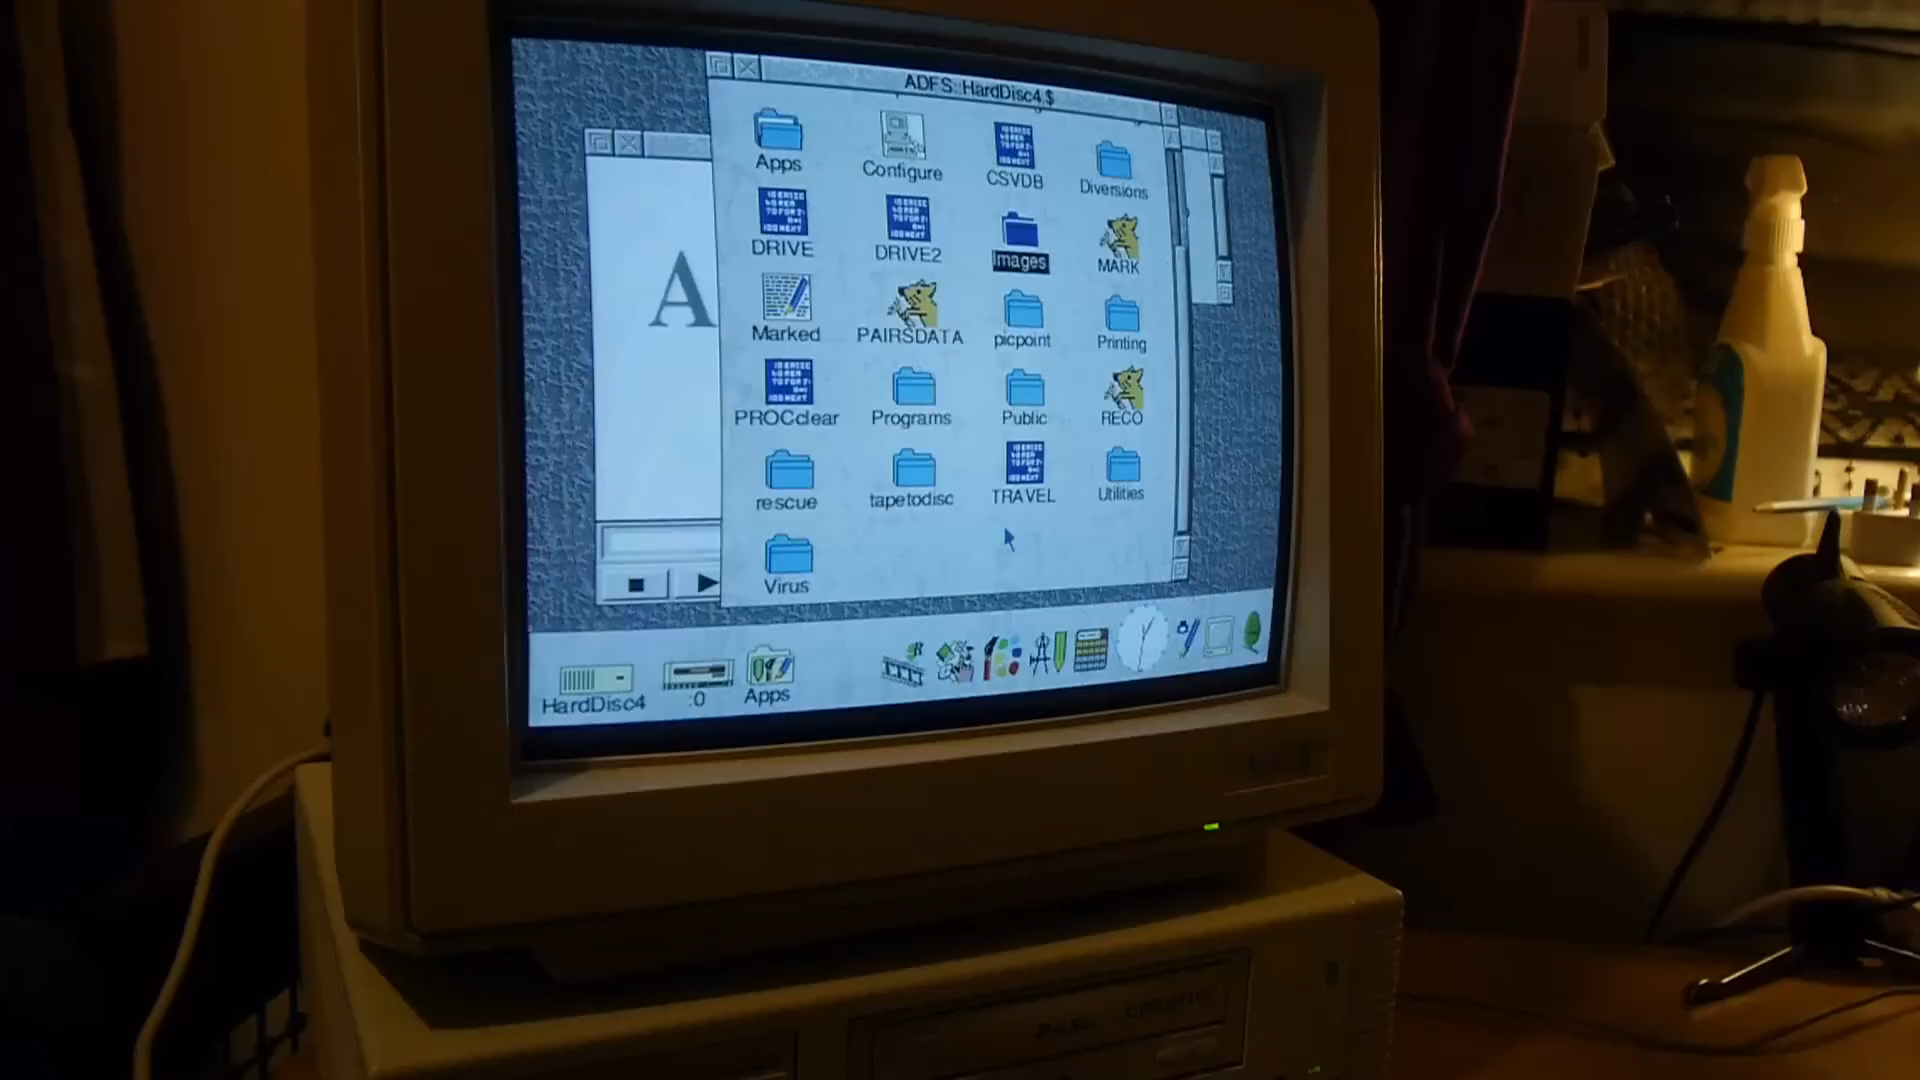 ADFS::HardDisc4.$
Apps
Configure
CSVDB
Diversions
DRIVE
DRIVE2
Images
MARK
Marked
PAIRSDATA
picpoint
Printing
PROCclear
Programs
Public
RECO
rescue
tapetodisc
TRAVEL
Utilities
Virus
A
HardDisc4
:0
Apps